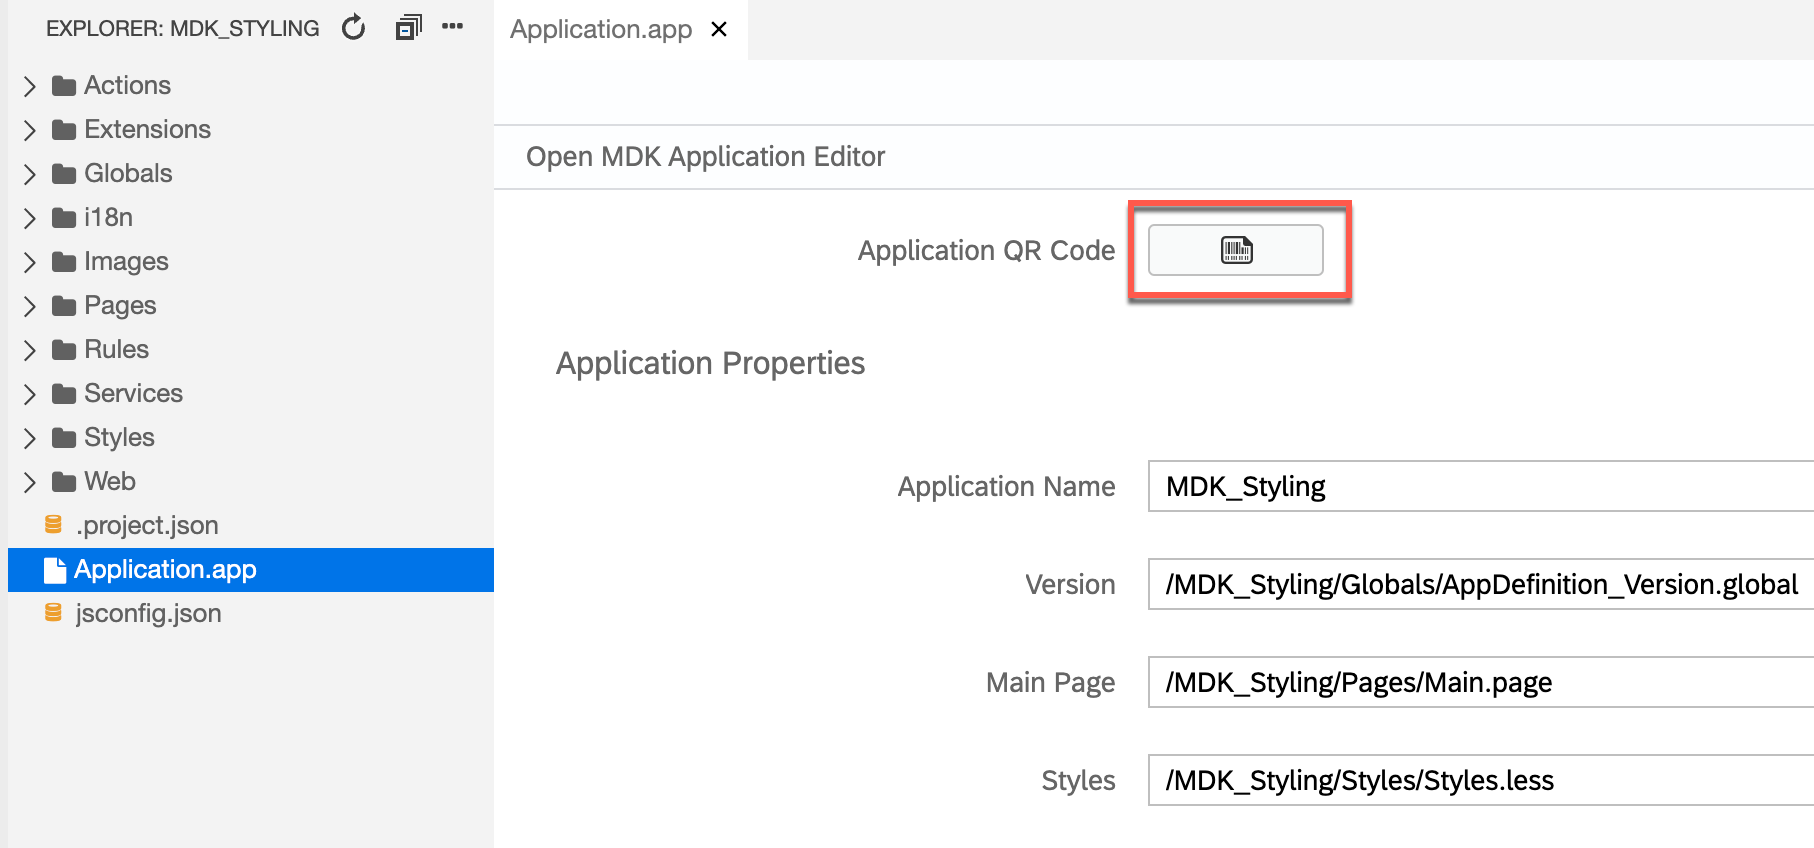 EXPLORER: MDK_STYLING
Actions
Extensions
Globals
i18n
Images
Pages
Rules
Services
Styles
Web
.project.json
Application.app
jsconfig.json
Application.app
Open MDK Application Editor
Application QR Code
Application Properties
Application Name MDK_Styling
Version /MDK_Styling/Globals/AppDefinition_Version.global
Main Page /MDK_Styling/Pages/Main.page
Styles /MDK_Styling/Styles/Styles.less